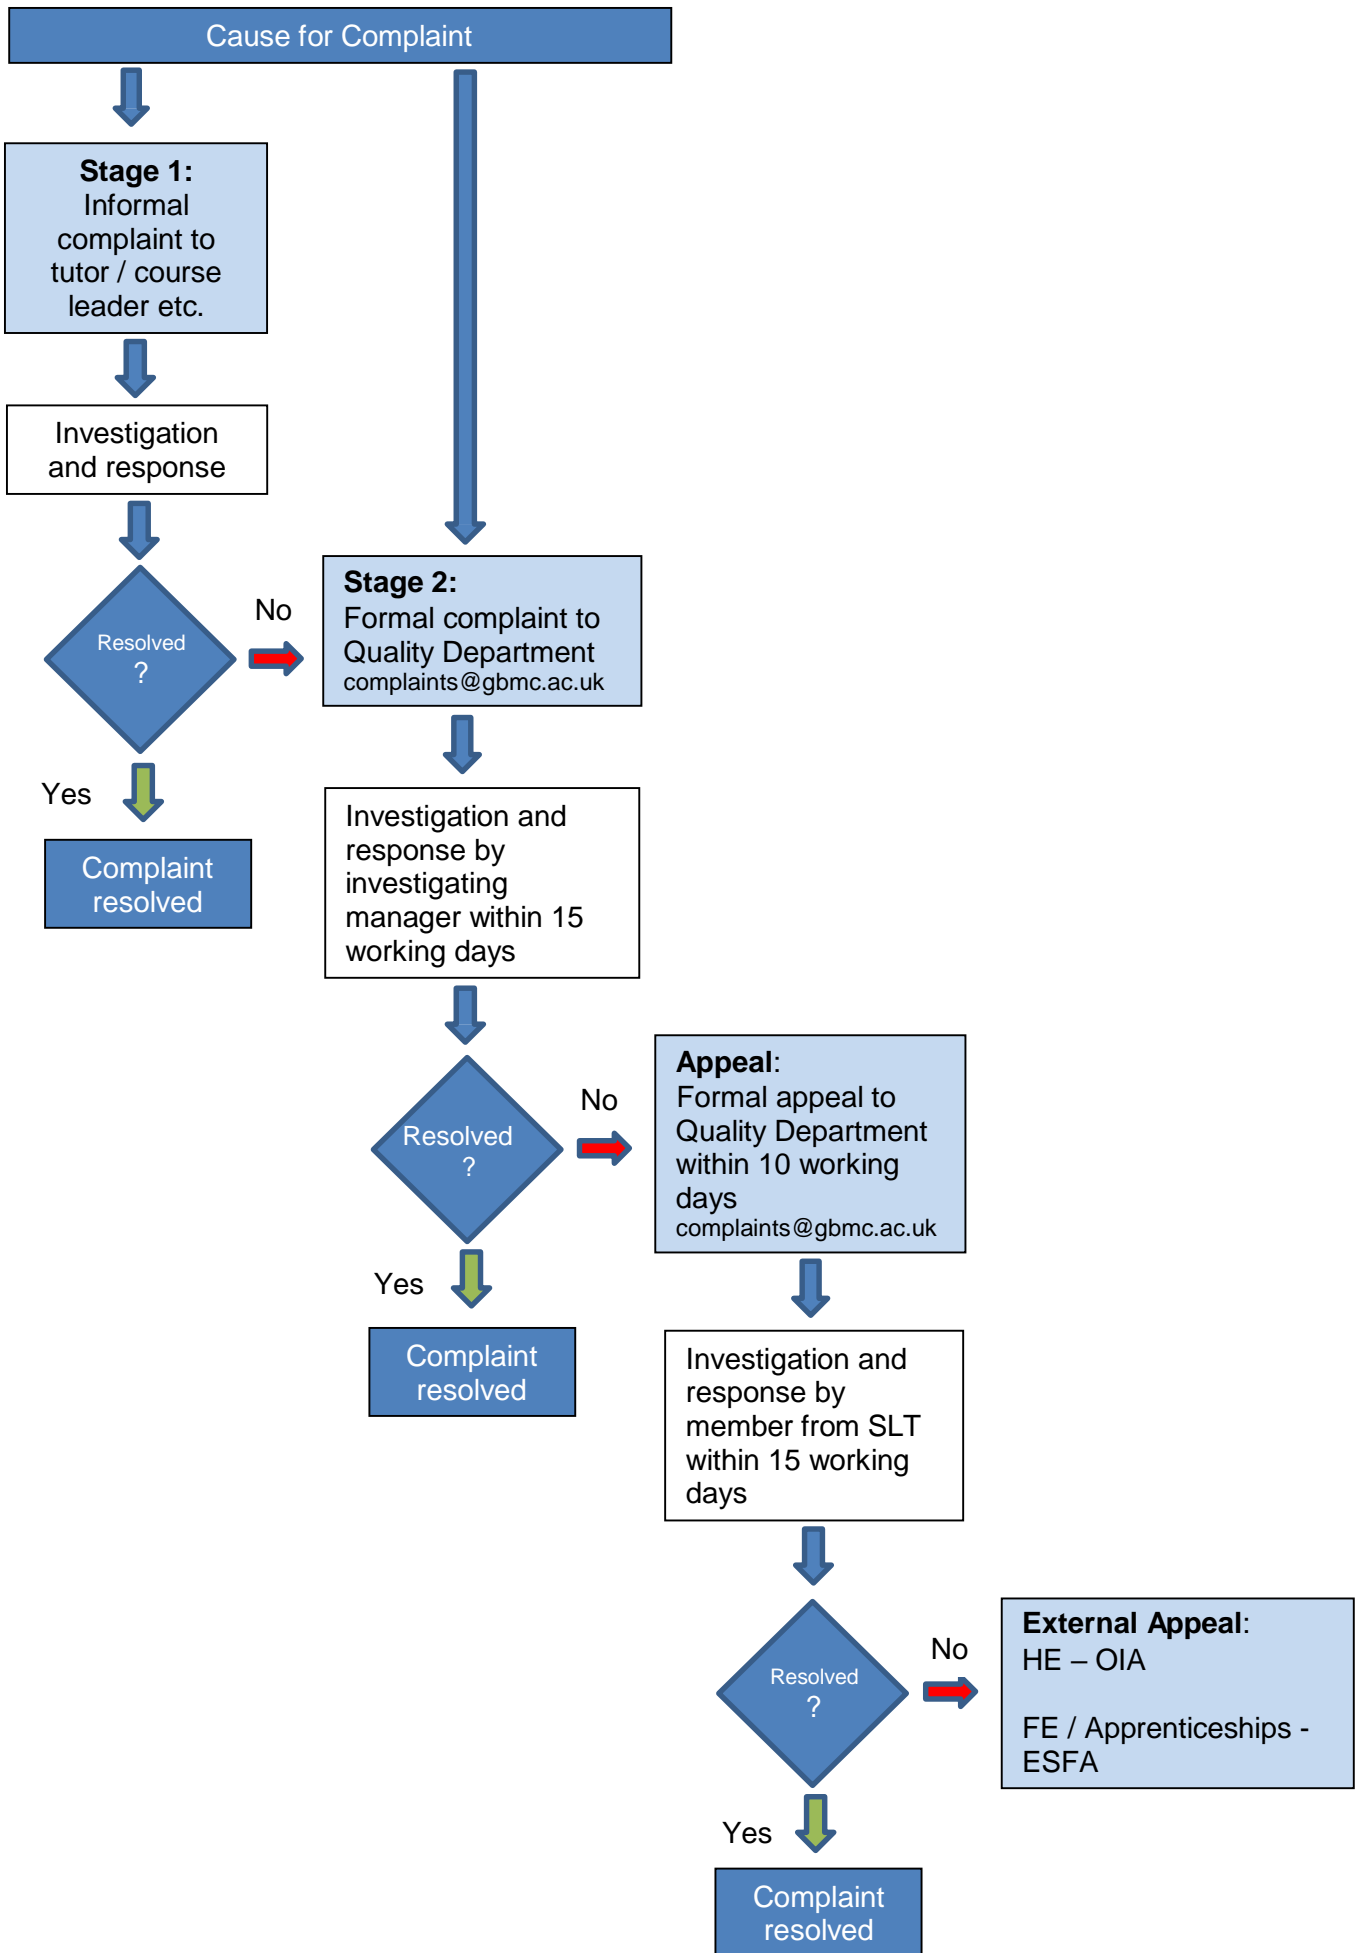 Cause for Complaint
Stage 1:
Informal
complaint to
tutor / course
leader etc.
Investigation
and response
Resolved
?
No
Yes
Complaint
resolved
Stage 2:
Formal complaint to
Quality Department
complaints@gbmc.ac.uk
Investigation and
response by
investigating
manager within 15
working days
Resolved
?
No
Yes
Complaint
resolved
Appeal:
Formal appeal to
Quality Department
within 10 working
days
complaints@gbmc.ac.uk
Investigation and
response by
member from SLT
within 15 working
days
Resolved
?
No
Yes
Complaint
resolved
External Appeal:
HE – OIA
FE / Apprenticeships -
ESFA